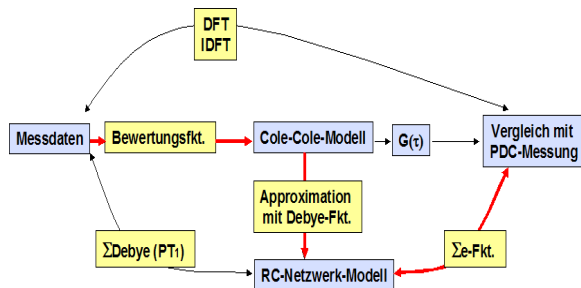 DFT
IDFT
Messdaten
Bewertungsfkt.
Cole-Cole-Modell
G(τ)
Vergleich mit
PDC-Messung
Approximation
mit Debye-Fkt.
ΣDebye (PT₁)
Σe-Fkt.
RC-Netzwerk-Modell